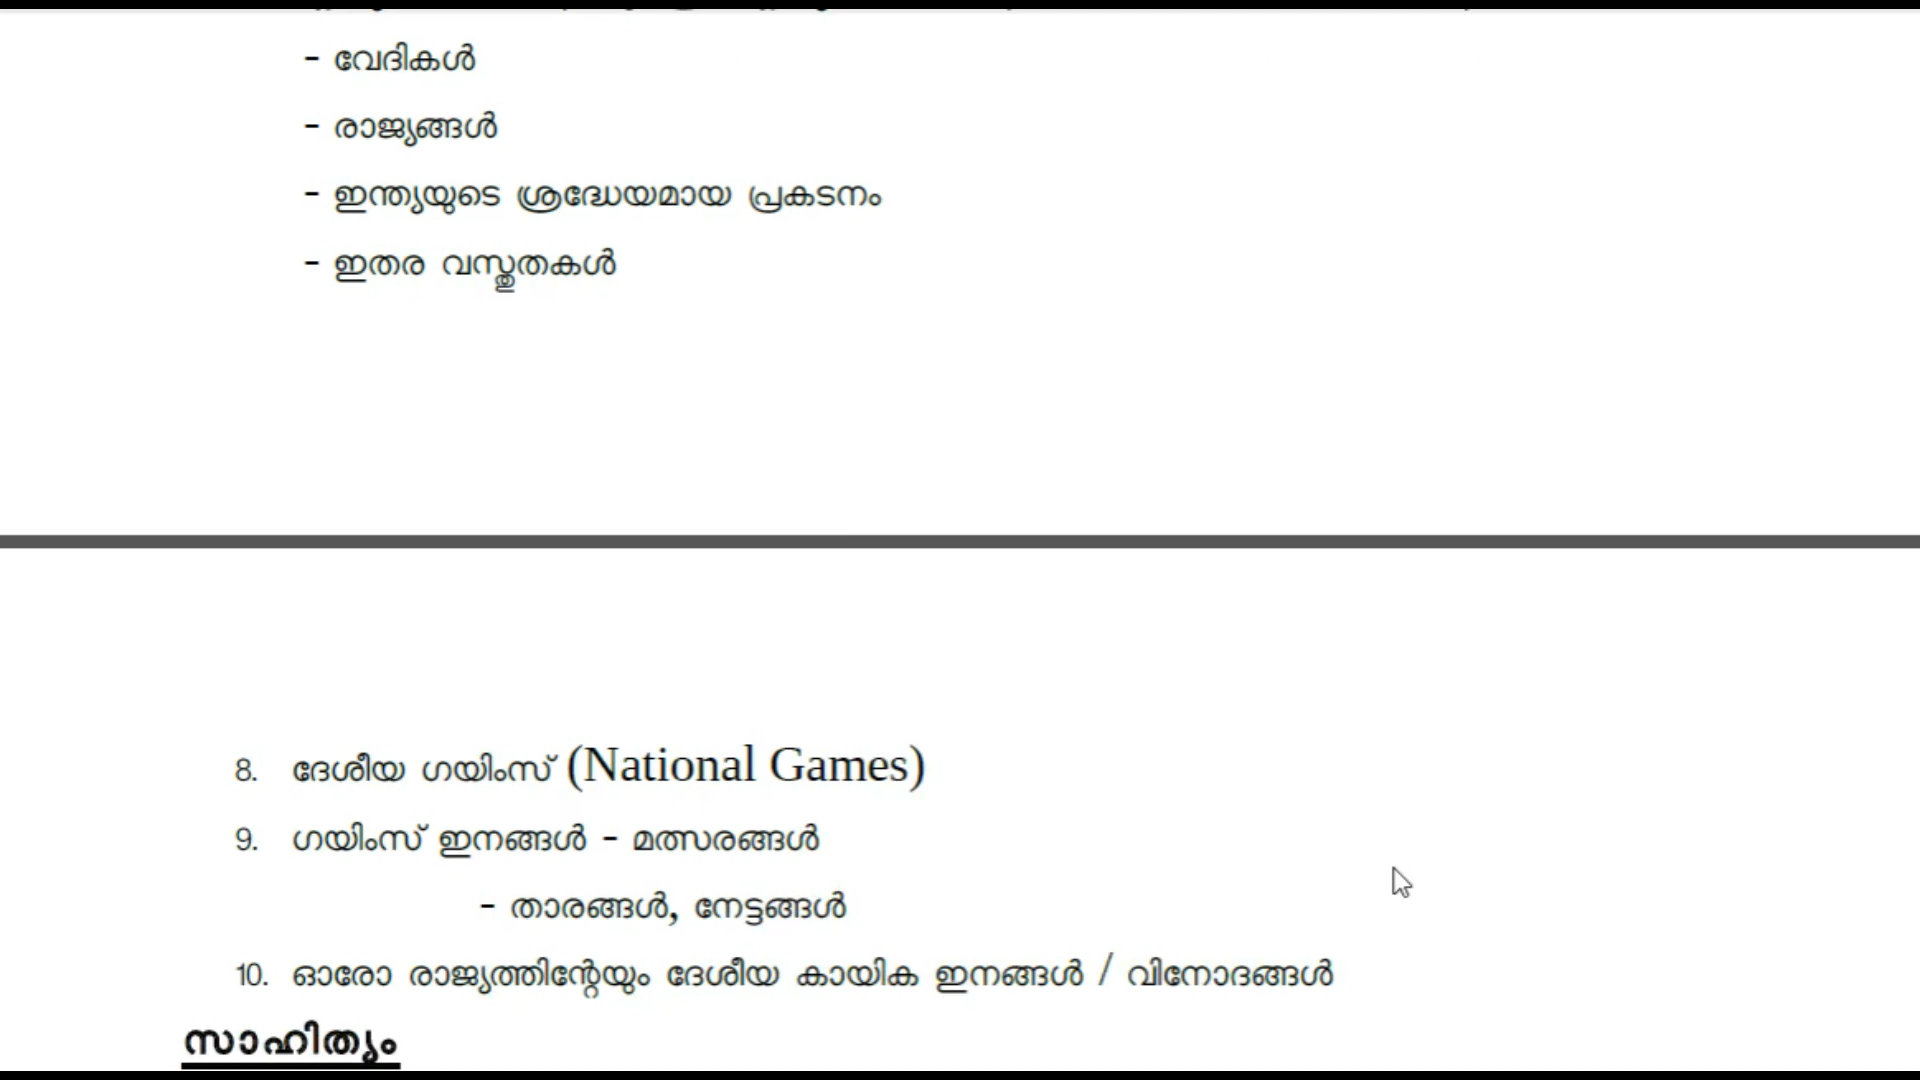 - വേദികൾ
- രാജ്യങ്ങൾ
- ഇന്ത്യയുടെ ശ്രദ്ധേയമായ പ്രകടനം
- ഇതര വസ്തുതകൾ
8. ദേശീയ ഗയിംസ് (National Games)
9. ഗയിംസ് ഇനങ്ങൾ - മത്സരങ്ങൾ
- താരങ്ങൾ, നേട്ടങ്ങൾ
10. ഓരോ രാജ്യത്തിന്റേയും ദേശീയ കായിക ഇനങ്ങൾ / വിനോദങ്ങൾ
സാഹിത്യം